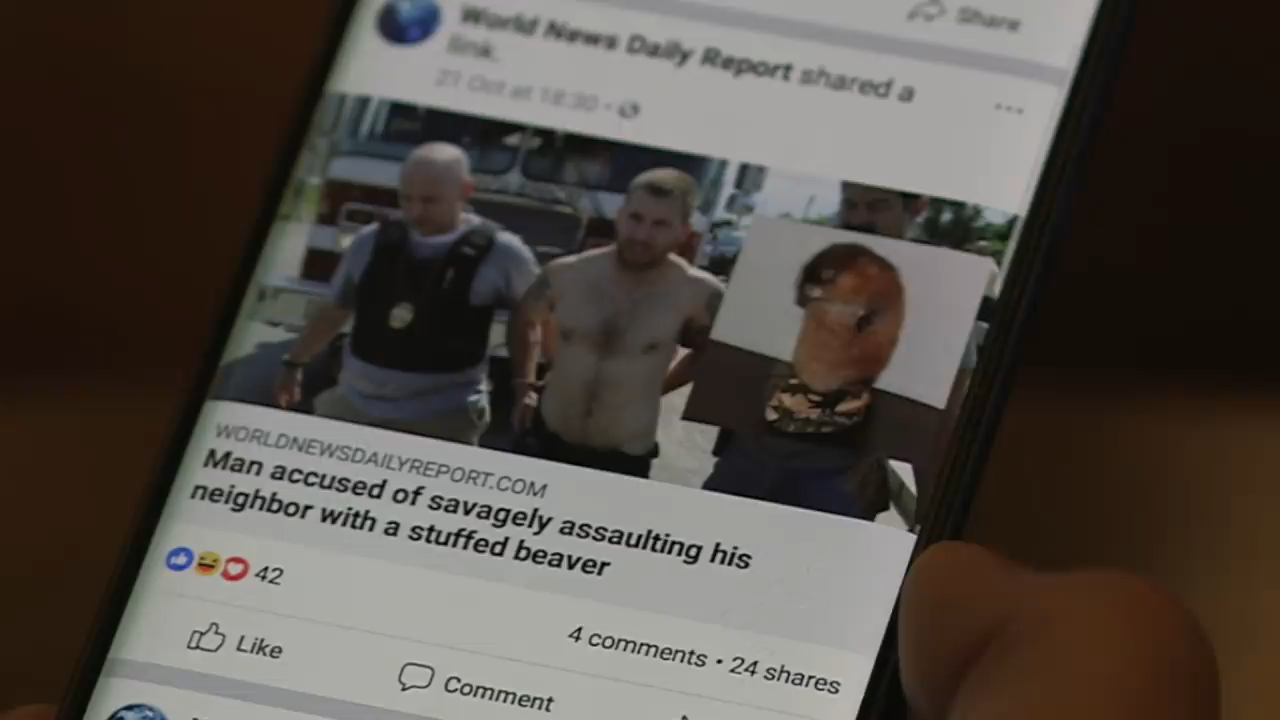 Share
World News Daily Report shared a
link.
21 Oct at 18:30
WORLDNEWSDAILYREPORT.COM
Man accused of savagely assaulting his
neighbor with a stuffed beaver
42
4 comments • 24 shares
Like
Comment